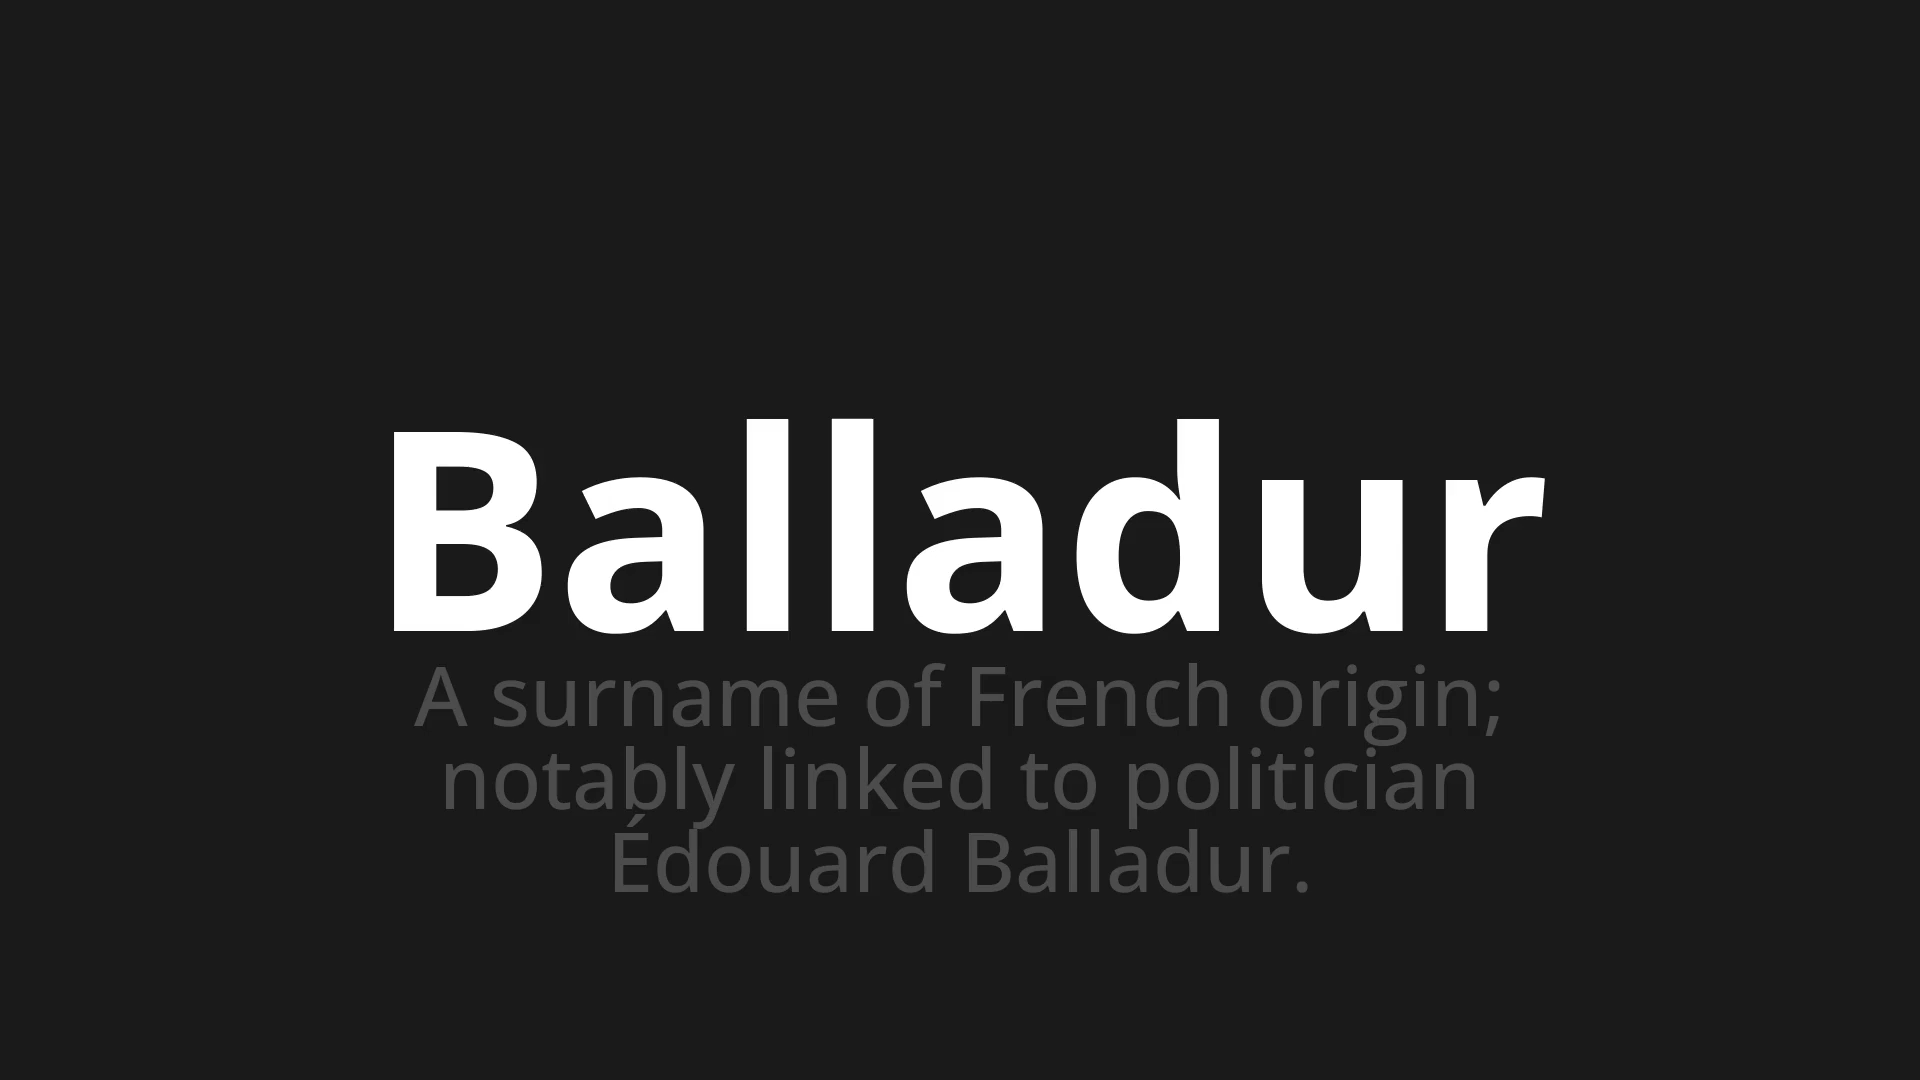 Balladur
A surname of French origin;
notably linked to politician
Édouard Balladur.